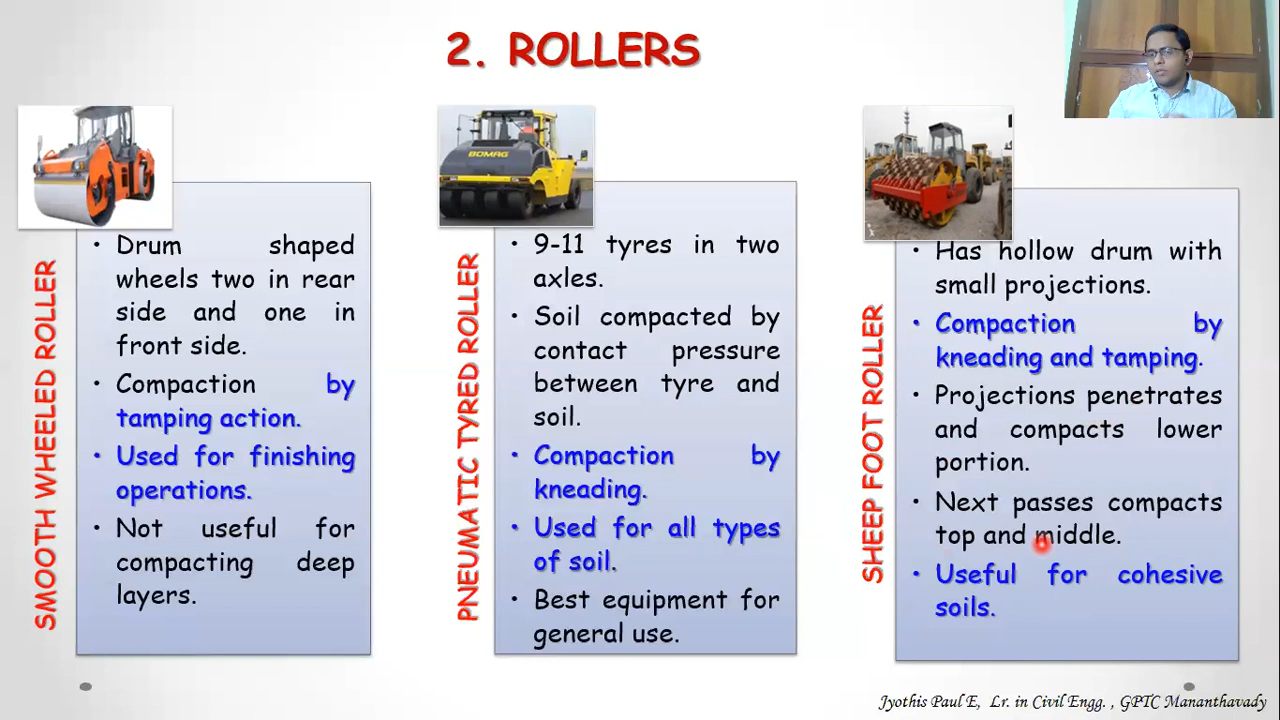 2. ROLLERS
SMOOTH WHEELED ROLLER
• Drum shaped
wheels two in rear
side and one in
front side.
• Compaction by
tamping action.
• Used for finishing
operations.
• Not useful for
compacting deep
layers.
BOMAG
PNEUMATIC TYRED ROLLER
• 9-11 tyres in two
axles.
• Soil compacted by
contact pressure
between tyre and
soil.
• Compaction by
kneading.
• Used for all types
of soil.
• Best equipment for
general use.
SHEEP FOOT ROLLER
• Has hollow drum with
small projections.
• Compaction by
kneading and tamping.
• Projections penetrates
and compacts lower
portion.
• Next passes compacts
top and middle.
• Useful for cohesive
soils.
Jyothis Paul E, Lr. in Civil Engg. , GPTC Mananthavady